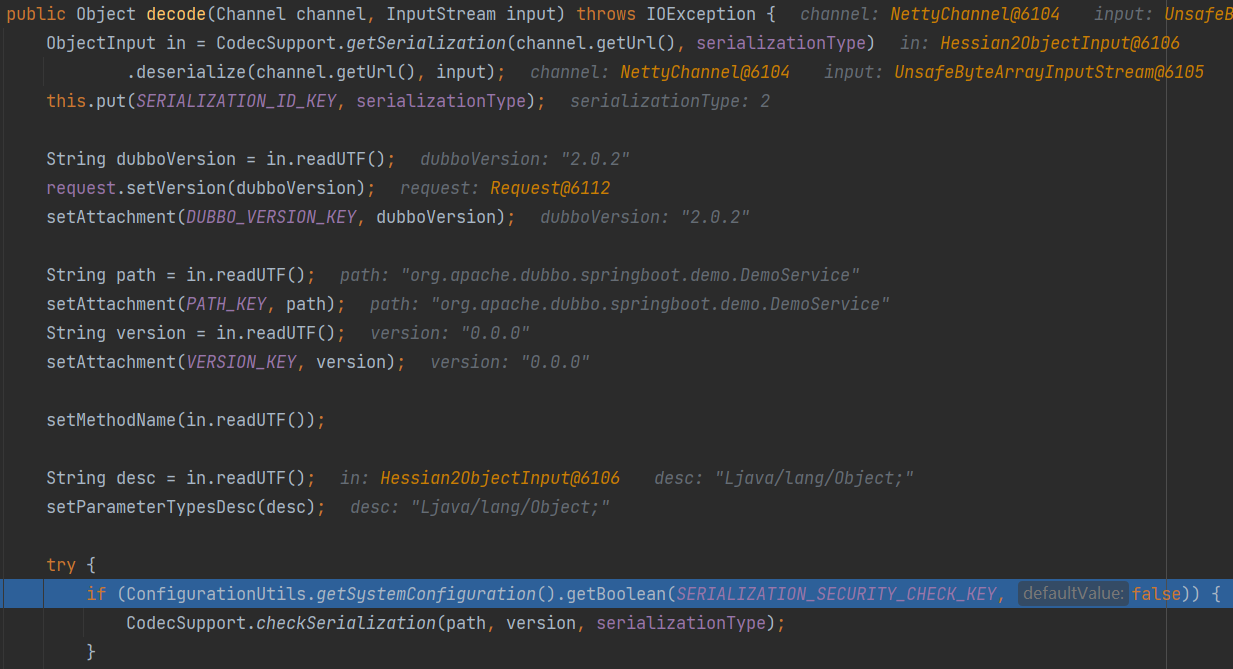 public Object decode(Channel channel, InputStream input) throws IOException {   channel: NettyChannel@6104   input: UnsafeB
    ObjectInput in = CodecSupport.getSerialization(channel.getUrl(), serializationType)   in: Hessian2ObjectInput@6106
            .deserialize(channel.getUrl(), input);   channel: NettyChannel@6104   input: UnsafeByteArrayInputStream@6105
    this.put(SERIALIZATION_ID_KEY, serializationType);   serializationType: 2
    String dubboVersion = in.readUTF();   dubboVersion: "2.0.2"
    request.setVersion(dubboVersion);   request: Request@6112
    setAttachment(DUBBO_VERSION_KEY, dubboVersion);   dubboVersion: "2.0.2"
    String path = in.readUTF();   path: "org.apache.dubbo.springboot.demo.DemoService"
    setAttachment(PATH_KEY, path);   path: "org.apache.dubbo.springboot.demo.DemoService"
    String version = in.readUTF();   version: "0.0.0"
    setAttachment(VERSION_KEY, version);   version: "0.0.0"
    setMethodName(in.readUTF());
    String desc = in.readUTF();   in: Hessian2ObjectInput@6106   desc: "Ljava/lang/Object;"
    setParameterTypesDesc(desc);   desc: "Ljava/lang/Object;"
    try {
        if (ConfigurationUtils.getSystemConfiguration().getBoolean(SERIALIZATION_SECURITY_CHECK_KEY, defaultValue: false)) {
            CodecSupport.checkSerialization(path, version, serializationType);
        }